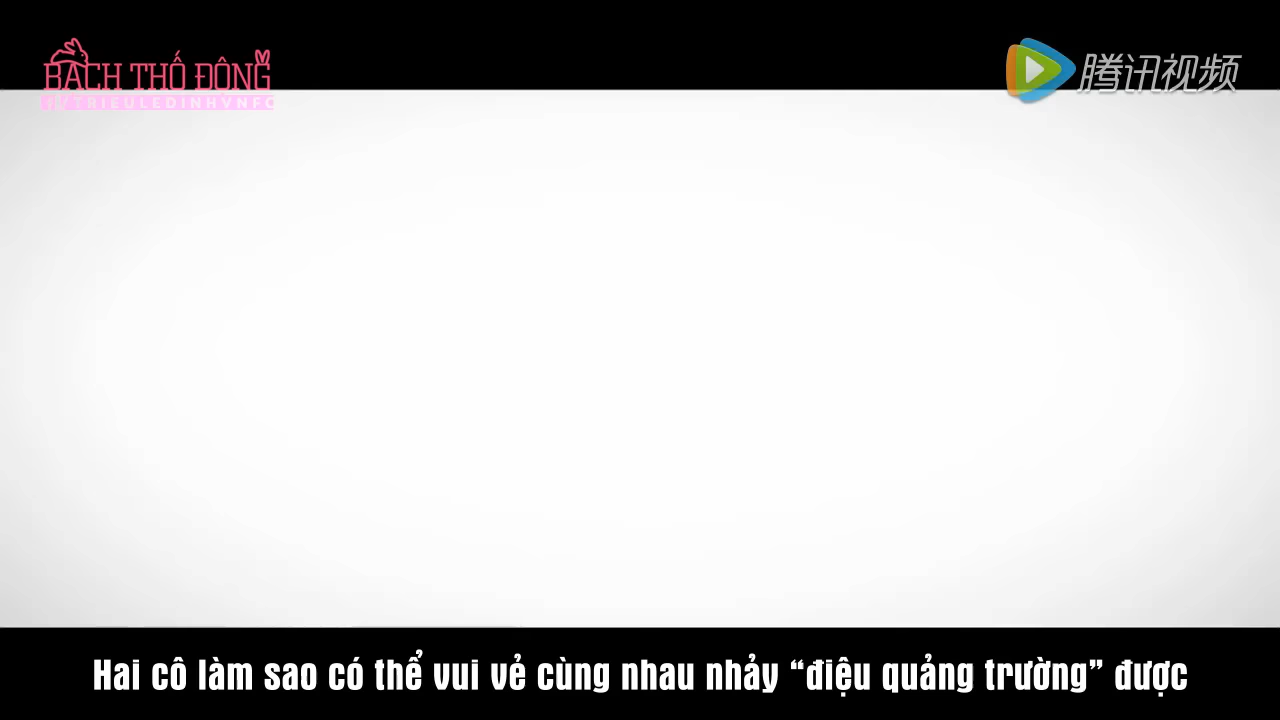 BẠCH THỐ ĐỘNG
腾讯视频
F/TRIEULEDINHVNFC
Hai cô làm sao có thể vui vẻ cùng nhau nhảy “điệu quảng trường” được